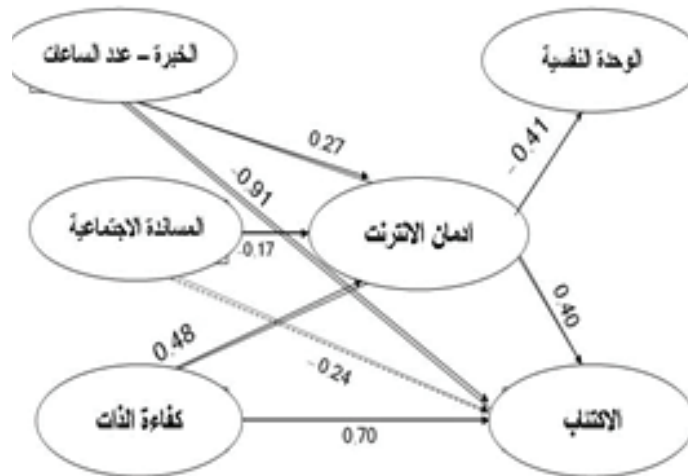 الخبرة – عدد الساعات
الوحدة النفسية
0.27
-0.41
-0.91
المساندة الاجتماعية
ادمان الانترنت
-0.17
0.48
-0.24
0.40
كفاءة الذات
0.70
الاكتئاب